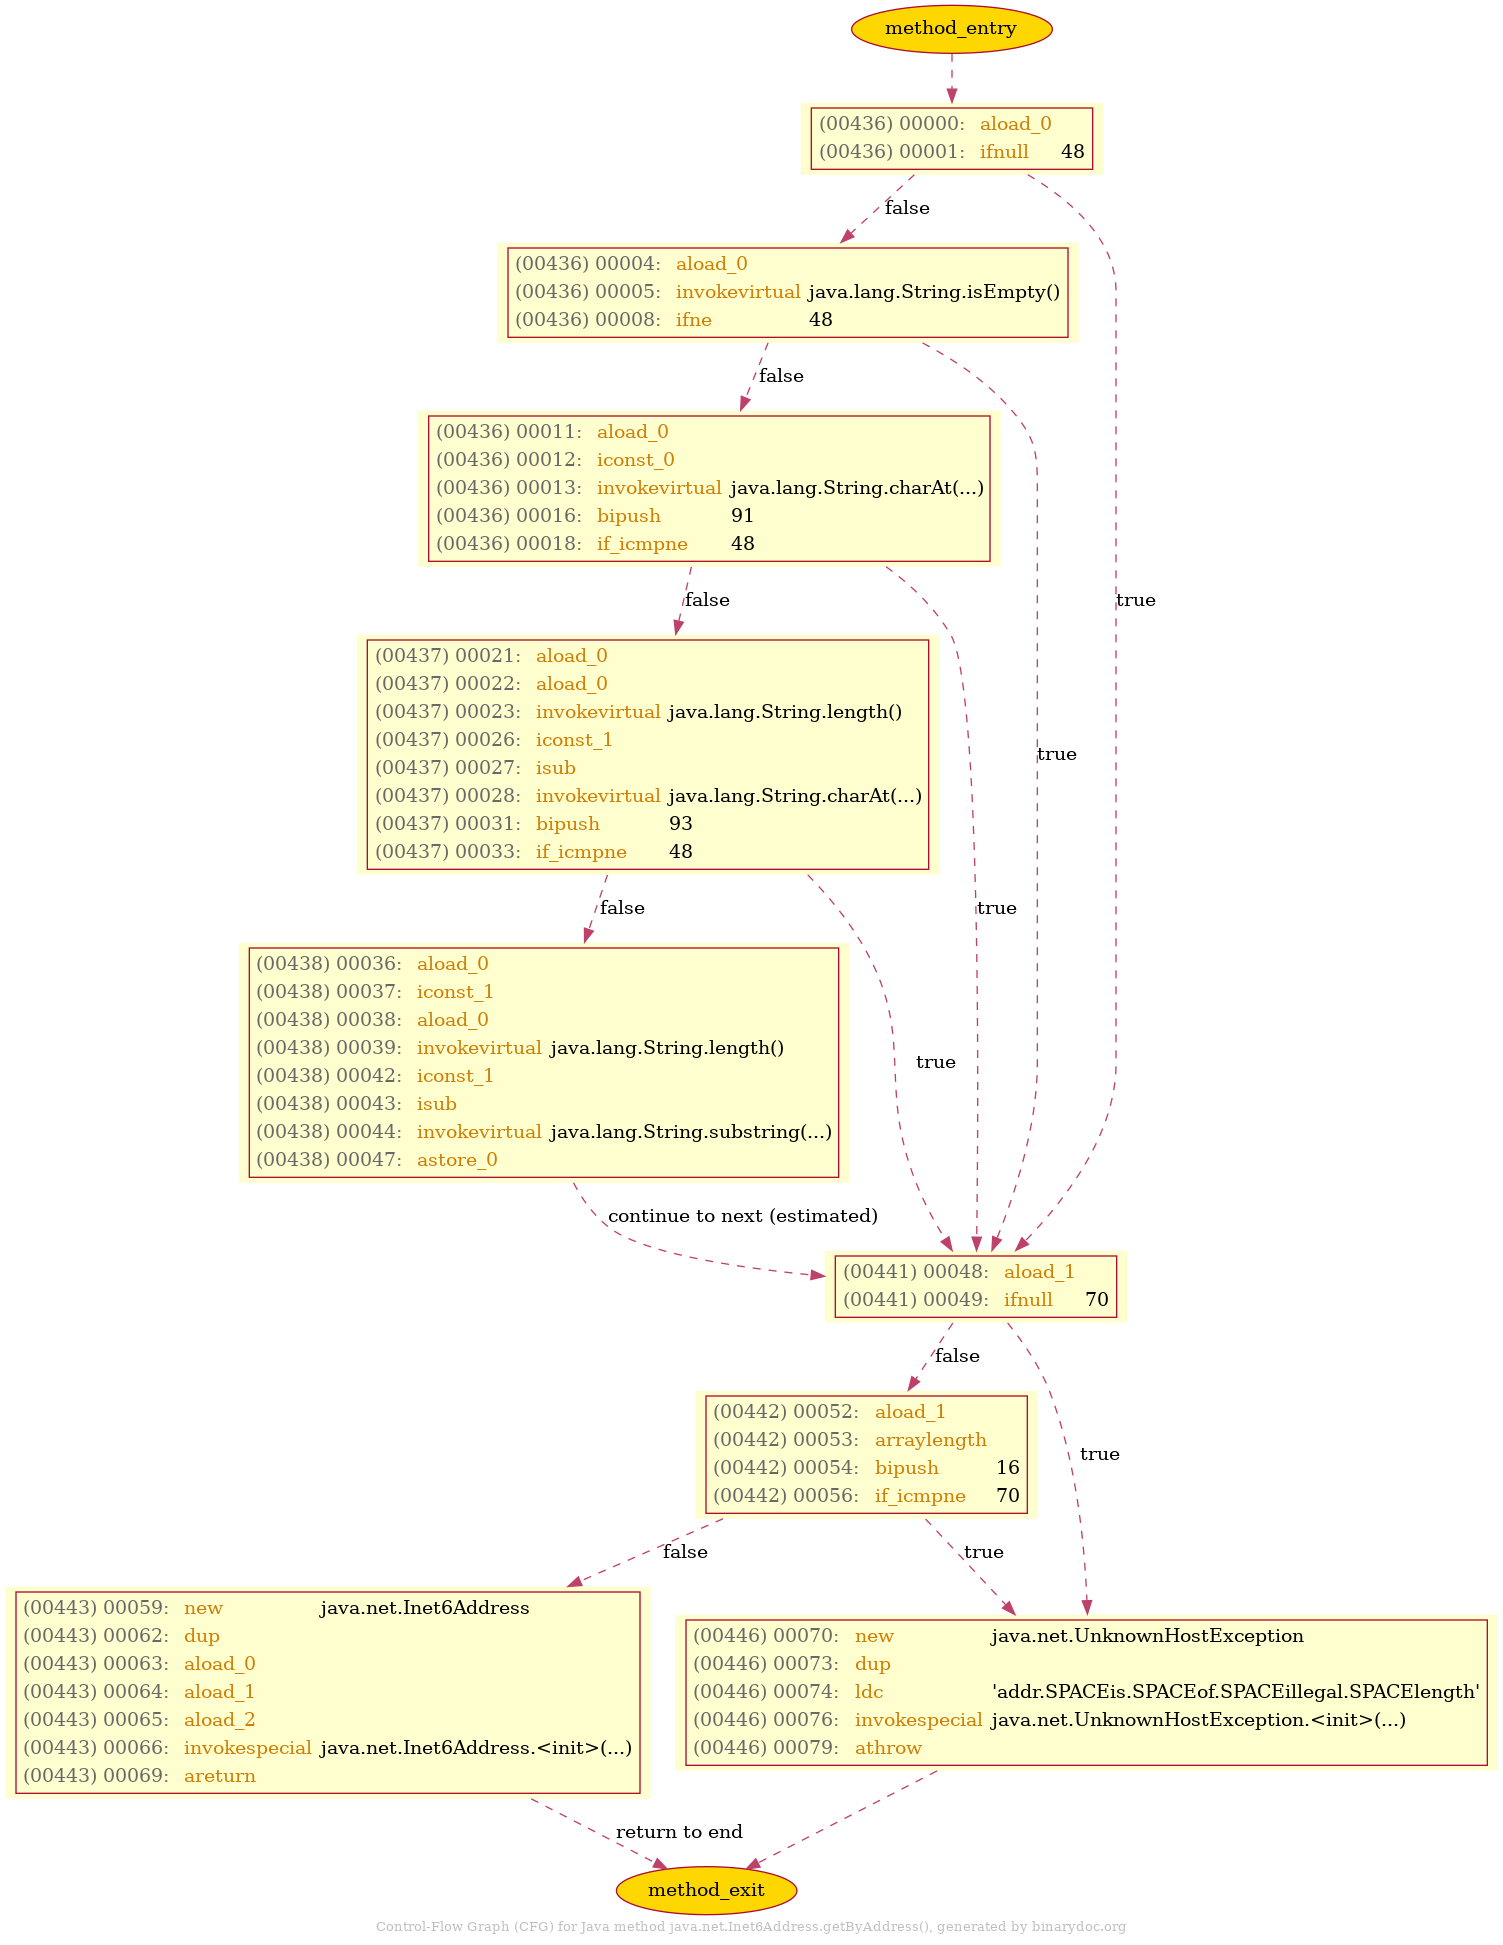 method_entry
(00436) 00000: aload_0
(00436) 00001: ifnull 48
false
(00436) 00004: aload_0
(00436) 00005: invokevirtual java.lang.String.isEmpty()
(00436) 00008: ifne 48
false
(00436) 00011: aload_0
(00436) 00012: iconst_0
(00436) 00013: invokevirtual java.lang.String.charAt(...)
(00436) 00016: bipush 91
(00436) 00018: if_icmpne 48
false
true
(00437) 00021: aload_0
(00437) 00022: aload_0
(00437) 00023: invokevirtual java.lang.String.length()
(00437) 00026: iconst_1
(00437) 00027: isub
(00437) 00028: invokevirtual java.lang.String.charAt(...)
(00437) 00031: bipush 93
(00437) 00033: if_icmpne 48
true
false
true
(00438) 00036: aload_0
(00438) 00037: iconst_1
(00438) 00038: aload_0
(00438) 00039: invokevirtual java.lang.String.length()
(00438) 00042: iconst_1
(00438) 00043: isub
(00438) 00044: invokevirtual java.lang.String.substring(...)
(00438) 00047: astore_0
true
continue to next (estimated)
(00441) 00048: aload_1
(00441) 00049: ifnull 70
false
(00442) 00052: aload_1
(00442) 00053: arraylength
(00442) 00054: bipush 16
(00442) 00056: if_icmpne 70
true
false
true
(00443) 00059: new java.net.Inet6Address
(00443) 00062: dup
(00443) 00063: aload_0
(00443) 00064: aload_1
(00443) 00065: aload_2
(00443) 00066: invokespecial java.net.Inet6Address.<init>(...)
(00443) 00069: areturn
(00446) 00070: new java.net.UnknownHostException
(00446) 00073: dup
(00446) 00074: ldc 'addr.SPACEis.SPACEof.SPACEillegal.SPACElength'
(00446) 00076: invokespecial java.net.UnknownHostException.<init>(...)
(00446) 00079: athrow
return to end
method_exit
Control-Flow Graph (CFG) for Java method java.net.Inet6Address.getByAddress(), generated by binarydoc.org